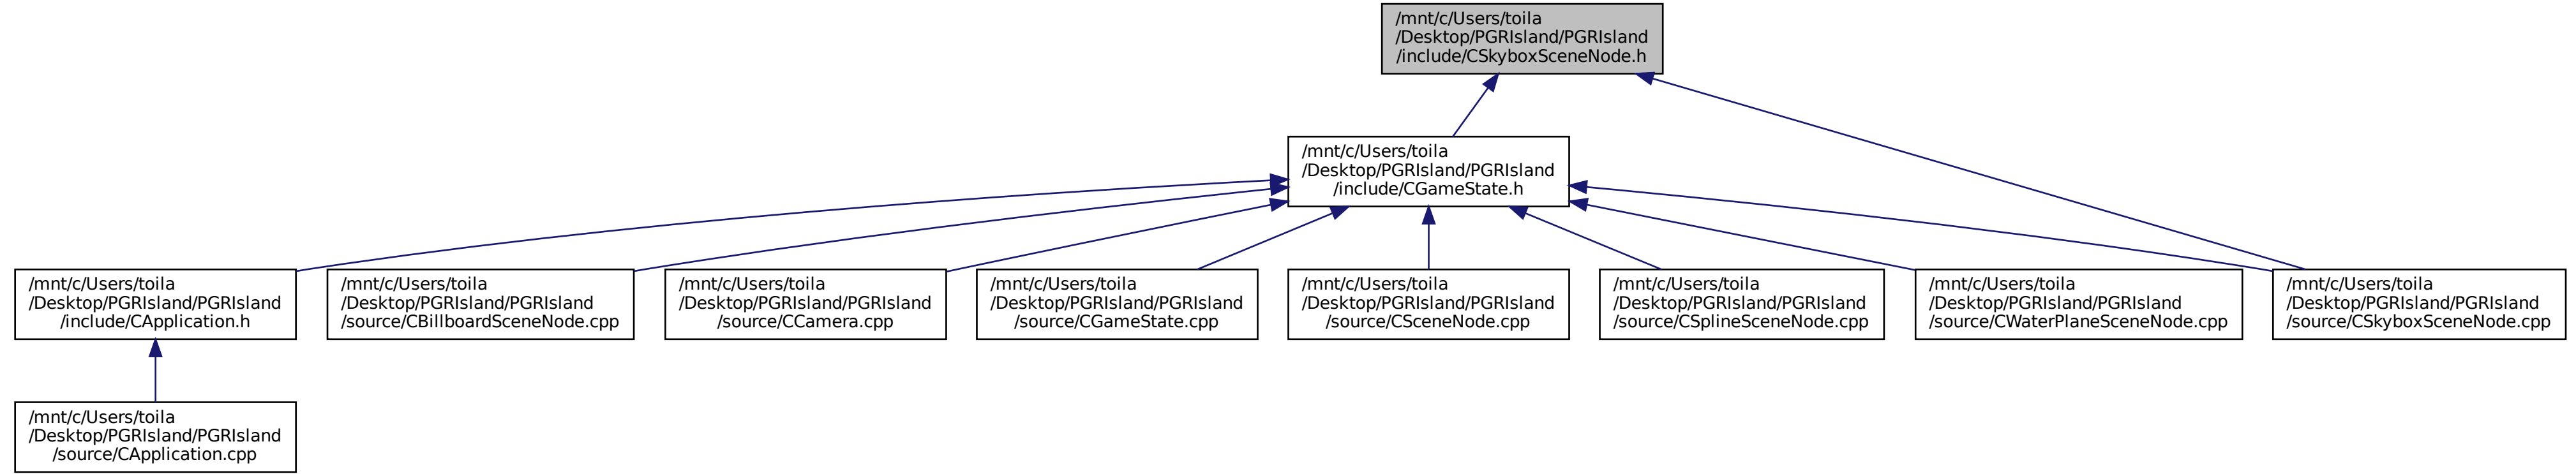 /mnt/c/Users/toila
/Desktop/PGRIsland/PGRIsland
/include/CSkyboxSceneNode.h
/mnt/c/Users/toila
/Desktop/PGRIsland/PGRIsland
/include/CGameState.h
/mnt/c/Users/toila
/Desktop/PGRIsland/PGRIsland
/include/CApplication.h
/mnt/c/Users/toila
/Desktop/PGRIsland/PGRIsland
/source/CBillboardSceneNode.cpp
/mnt/c/Users/toila
/Desktop/PGRIsland/PGRIsland
/source/CCamera.cpp
/mnt/c/Users/toila
/Desktop/PGRIsland/PGRIsland
/source/CGameState.cpp
/mnt/c/Users/toila
/Desktop/PGRIsland/PGRIsland
/source/CSceneNode.cpp
/mnt/c/Users/toila
/Desktop/PGRIsland/PGRIsland
/source/CSplineSceneNode.cpp
/mnt/c/Users/toila
/Desktop/PGRIsland/PGRIsland
/source/CWaterPlaneSceneNode.cpp
/mnt/c/Users/toila
/Desktop/PGRIsland/PGRIsland
/source/CSkyboxSceneNode.cpp
/mnt/c/Users/toila
/Desktop/PGRIsland/PGRIsland
/source/CApplication.cpp